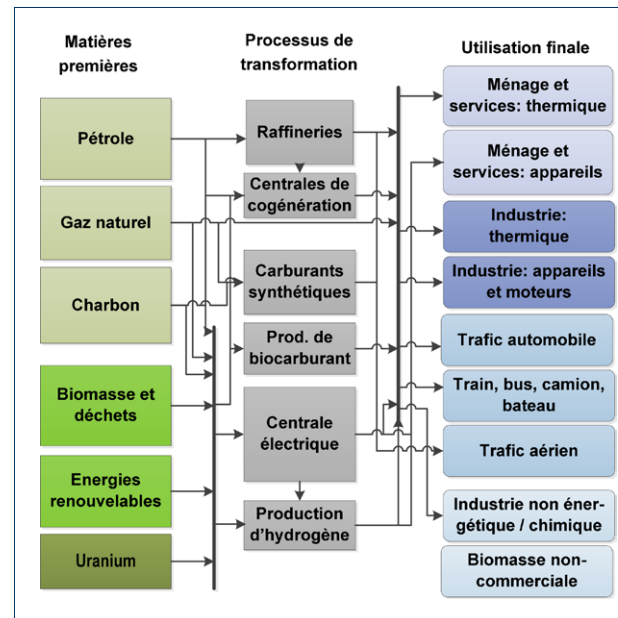 Matières
premières
Pétrole
Gaz naturel
Charbon
Biomasse et
déchets
Energies
renouvelables
Uranium
Processus de
transformation
Raffineries
Centrales de
cogénération
Carburants
synthétiques
Prod. de
biocarburant
Centrale
électrique
Production
d'hydrogène
Utilisation finale
Ménage et
services: thermique
Ménage et
services: appareils
Industrie:
thermique
Industrie: appareils
et moteurs
Trafic automobile
Train, bus, camion,
bateau
Trafic aérien
Industrie non éner-
gétique / chimique
Biomasse non-
commerciale